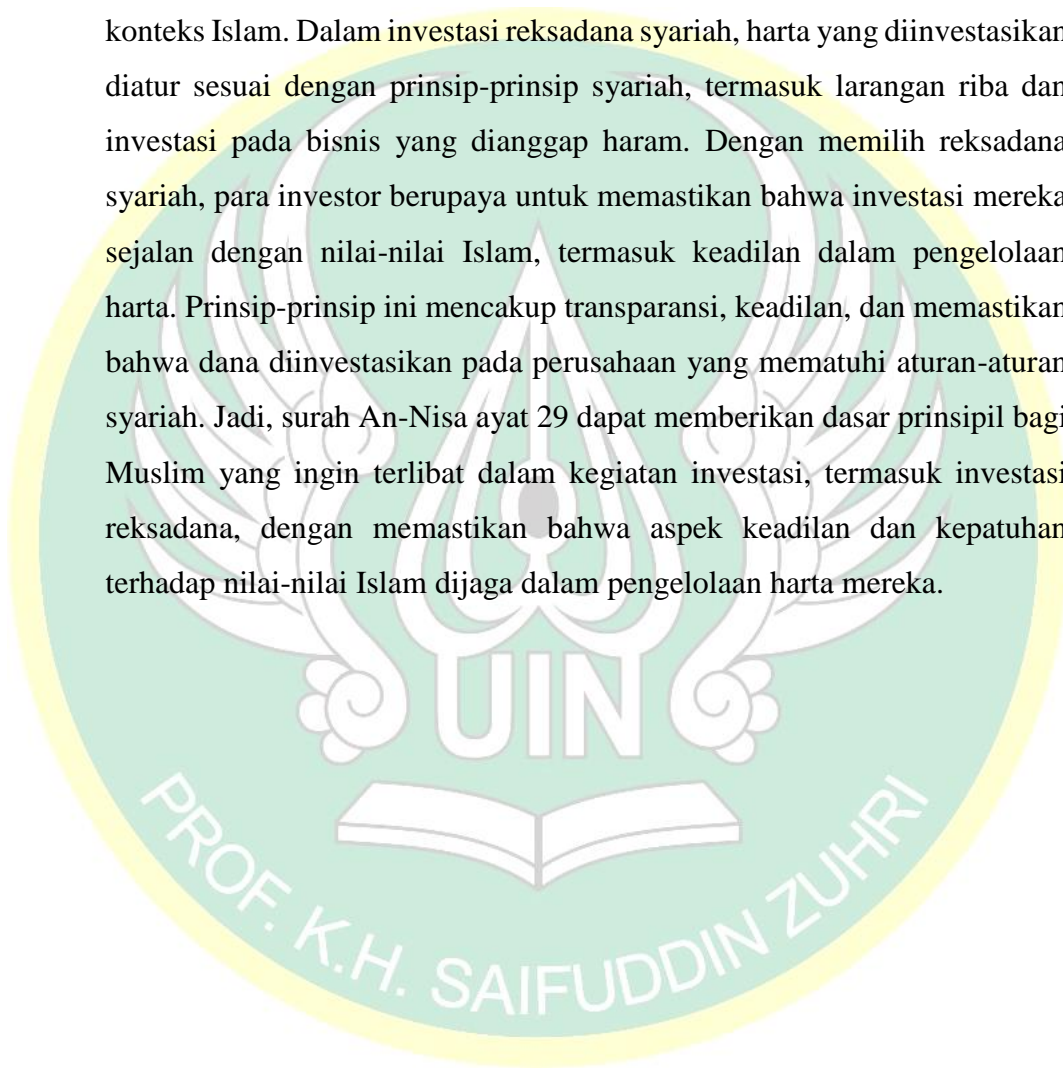 konteks Islam. Dalam investasi reksadana syariah, harta yang diinvestasikan
diatur sesuai dengan prinsip-prinsip syariah, termasuk larangan riba dan
investasi pada bisnis yang dianggap haram. Dengan memilih reksadana
syariah, para investor berupaya untuk memastikan bahwa investasi mereka
sejalan dengan nilai-nilai Islam, termasuk keadilan dalam pengelolaan
harta. Prinsip-prinsip ini mencakup transparansi, keadilan, dan memastikan
bahwa dana diinvestasikan pada perusahaan yang mematuhi aturan-aturan
syariah. Jadi, surah An-Nisa ayat 29 dapat memberikan dasar prinsipil bagi
Muslim yang ingin terlibat dalam kegiatan investasi, termasuk investasi
reksadana, dengan memastikan bahwa aspek keadilan dan kepatuhan
terhadap nilai-nilai Islam dijaga dalam pengelolaan harta mereka.
UIN
PROF. K.H. SAIFUDDIN ZUHRI